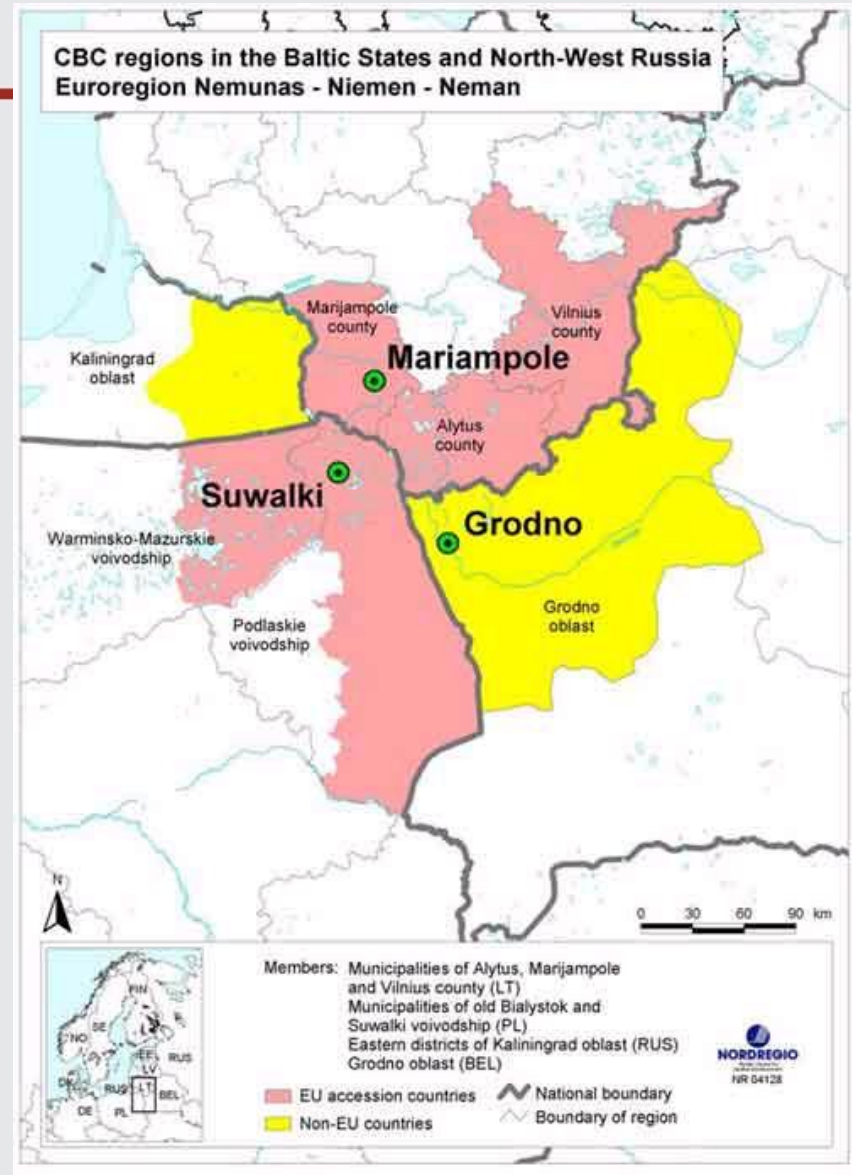 CBC regions in the Baltic States and North-West Russia
Euroregion Nemunas - Niemen - Neman
Marijampole
county
Vilnius
county
Kaliningrad
oblast
Mariampole
Alytus
county
Suwalki
Grodno
Warminsko-Mazurskie
voivodship
Grodno
oblast
Podlaskie
voivodship
N
0 30 60 90 km
Members: Municipalities of Alytus, Marijampole
and Vilnius county (LT)
Municipalities of old Bialystok and
Suwalki voivodship (PL)
Eastern districts of Kaliningrad oblast (RUS)
Grodno oblast (BEL)
EU accession countries
National boundary
Non-EU countries
Boundary of region
NORDREGIO
NR 04128
FIN
SE
NO
EE
LV
RUS
RUS
LT
BEL
DE
PL